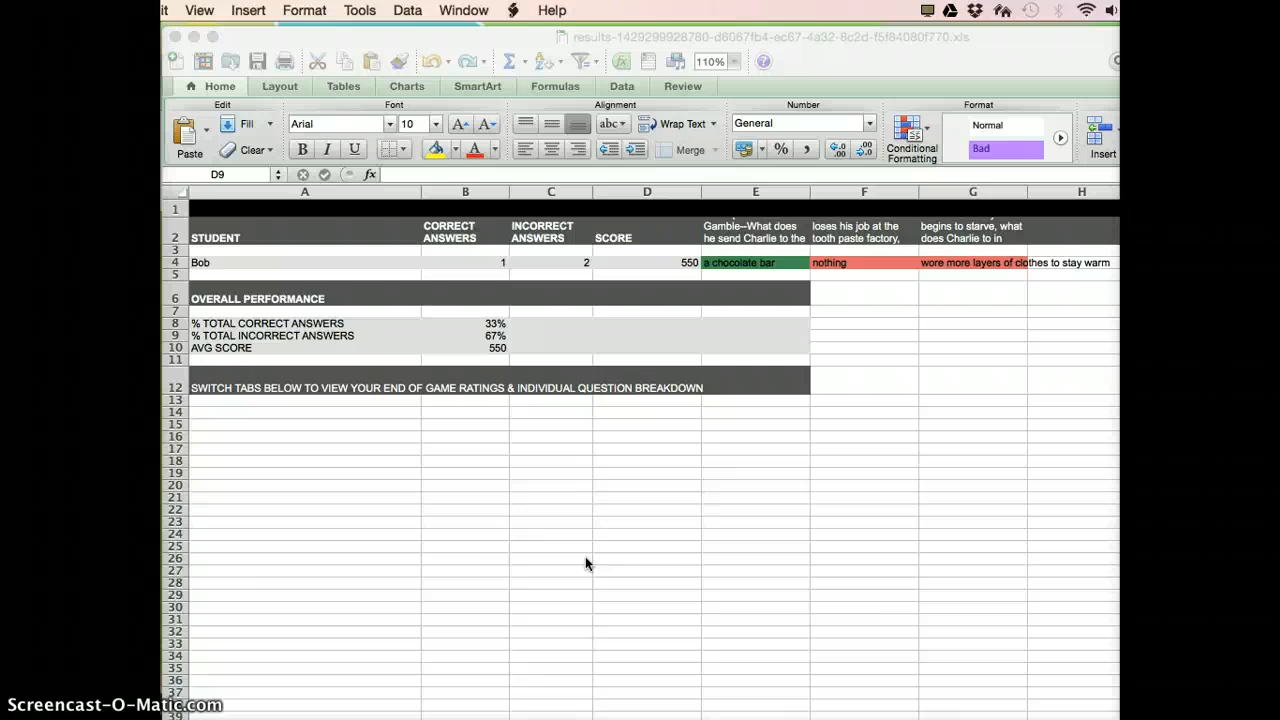 it View Insert Format Tools Data Window Help
results-1429299928780-d6067fb4-ec67-4a32-8c2d-f5f84080f770.xls
110%
Home Layout Tables Charts SmartArt Formulas Data Review
Edit Font Alignment Number Format
Fill Arial 10 abc Wrap Text General Normal
Paste Clear B I U Merge % Conditional Formatting Bad Insert
D9 fx
A B C D E F G H
1
CORRECT INCORRECT Gamble--What does loses his job at the begins to starve, what
2 STUDENT ANSWERS ANSWERS SCORE he send Charlie to the tooth paste factory, does Charlie to in
3
4 Bob 1 2 550 a chocolate bar nothing wore more layers of clothes to stay warm
5
6 OVERALL PERFORMANCE
7
8 % TOTAL CORRECT ANSWERS 33%
9 % TOTAL INCORRECT ANSWERS 67%
10 AVG SCORE 550
11
12 SWITCH TABS BELOW TO VIEW YOUR END OF GAME RATINGS & INDIVIDUAL QUESTION BREAKDOWN
13
14
15
16
17
18
19
20
21
22
23
24
25
26
27
28
29
30
31
32
33
34
35
36
37
39
Screencast-O-Matic.com